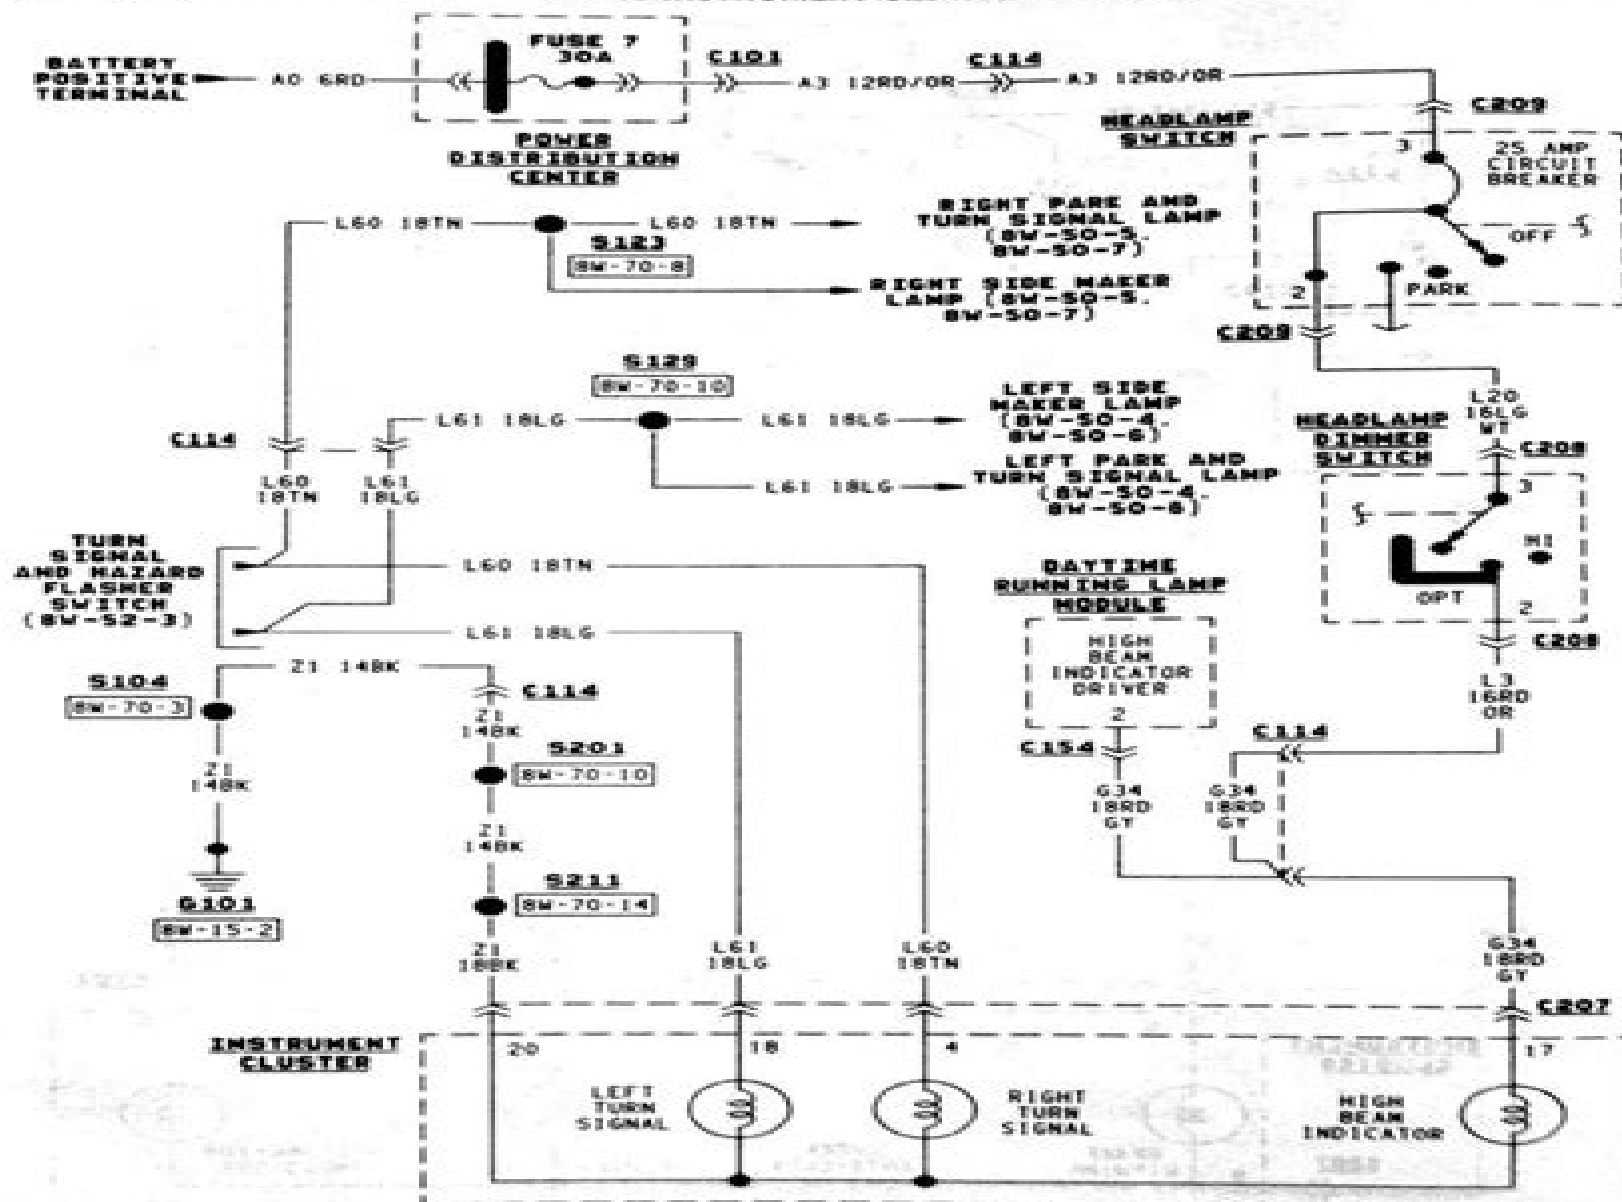 BATTERY
POSITIVE
TERMINAL
A0 6RD
FUSE 7
30A
POWER
DISTRIBUTION
CENTER
C101
A3 12RD/OR
C114
A3 12RD/OR
C209
HEADLAMP
SWITCH
3
25 AMP
CIRCUIT
BREAKER
OFF
PARK
2
C209
L60 18TN
L60 18TN
S123
8W-70-8
RIGHT PARK AND
TURN SIGNAL LAMP
(8W-50-5,
8W-50-7)
RIGHT SIDE MAKER
LAMP (8W-50-5,
8W-50-7)
S129
8W-70-10
L61 18LG
L61 18LG
L61 18LG
LEFT SIDE
MAKER LAMP
(8W-50-4,
8W-50-6)
LEFT PARK AND
TURN SIGNAL LAMP
(8W-50-4,
8W-50-6)
L20
16LG
WT
HEADLAMP
DIMMER
SWITCH
C208
3
HI
OPT
2
C208
L3
16RD
OR
C114
L60
18TN
L61
18LG
TURN
SIGNAL
AND HAZARD
FLASHER
SWITCH
(8W-52-3)
L60 18TN
L61 18LG
DAYTIME
RUNNING LAMP
MODULE
HIGH
BEAM
INDICATOR
DRIVER
2
C154
C114
G34
18RD
GY
G34
18RD
GY
Z1 14BK
S104
8W-70-3
Z1
14BK
G101
8W-15-2
C114
Z1
14BK
S201
8W-70-10
Z1
14BK
S211
8W-70-14
Z1
18BK
L61
18LG
L60
18TN
G34
18RD
GY
C207
INSTRUMENT
CLUSTER
20
18
4
17
LEFT
TURN
SIGNAL
RIGHT
TURN
SIGNAL
HIGH
BEAM
INDICATOR